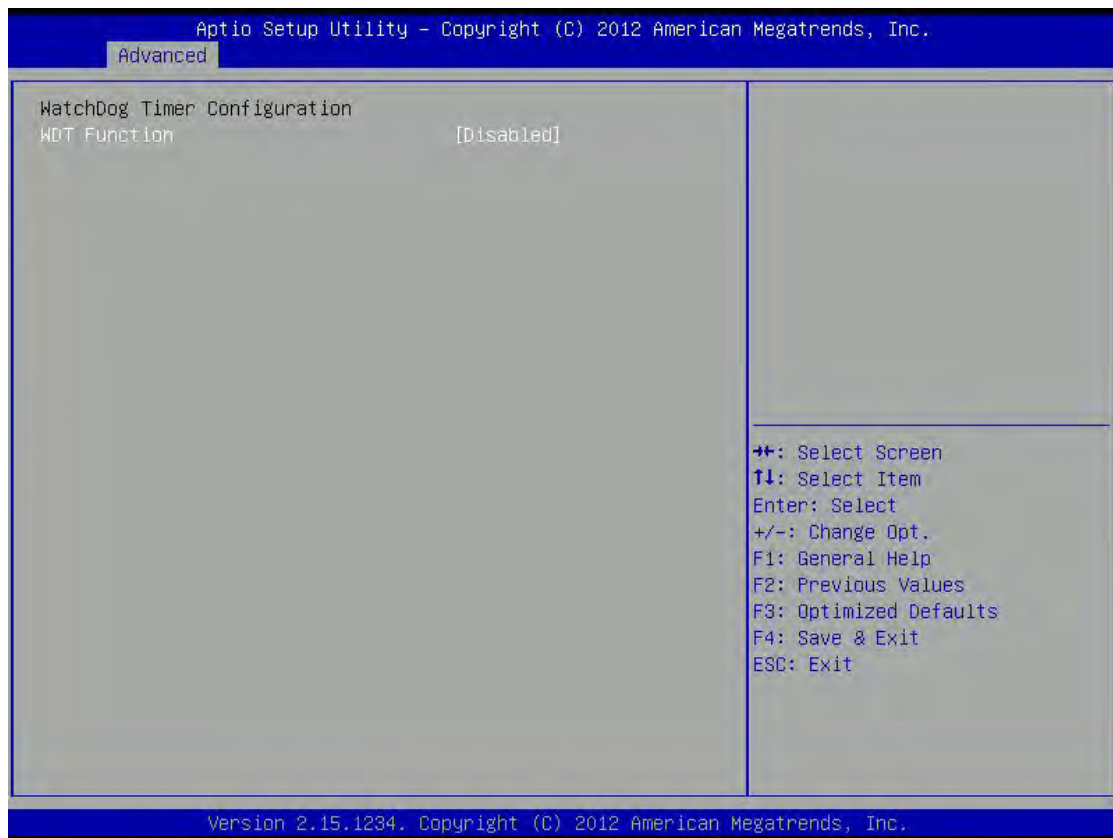 Aptio Setup Utility – Copyright (C) 2012 American Megatrends, Inc.
Advanced
WatchDog Timer Configuration
WDT Function [Disabled]
→←: Select Screen
↑↓: Select Item
Enter: Select
+/-: Change Opt.
F1: General Help
F2: Previous Values
F3: Optimized Defaults
F4: Save & Exit
ESC: Exit
Version 2.15.1234. Copyright (C) 2012 American Megatrends, Inc.